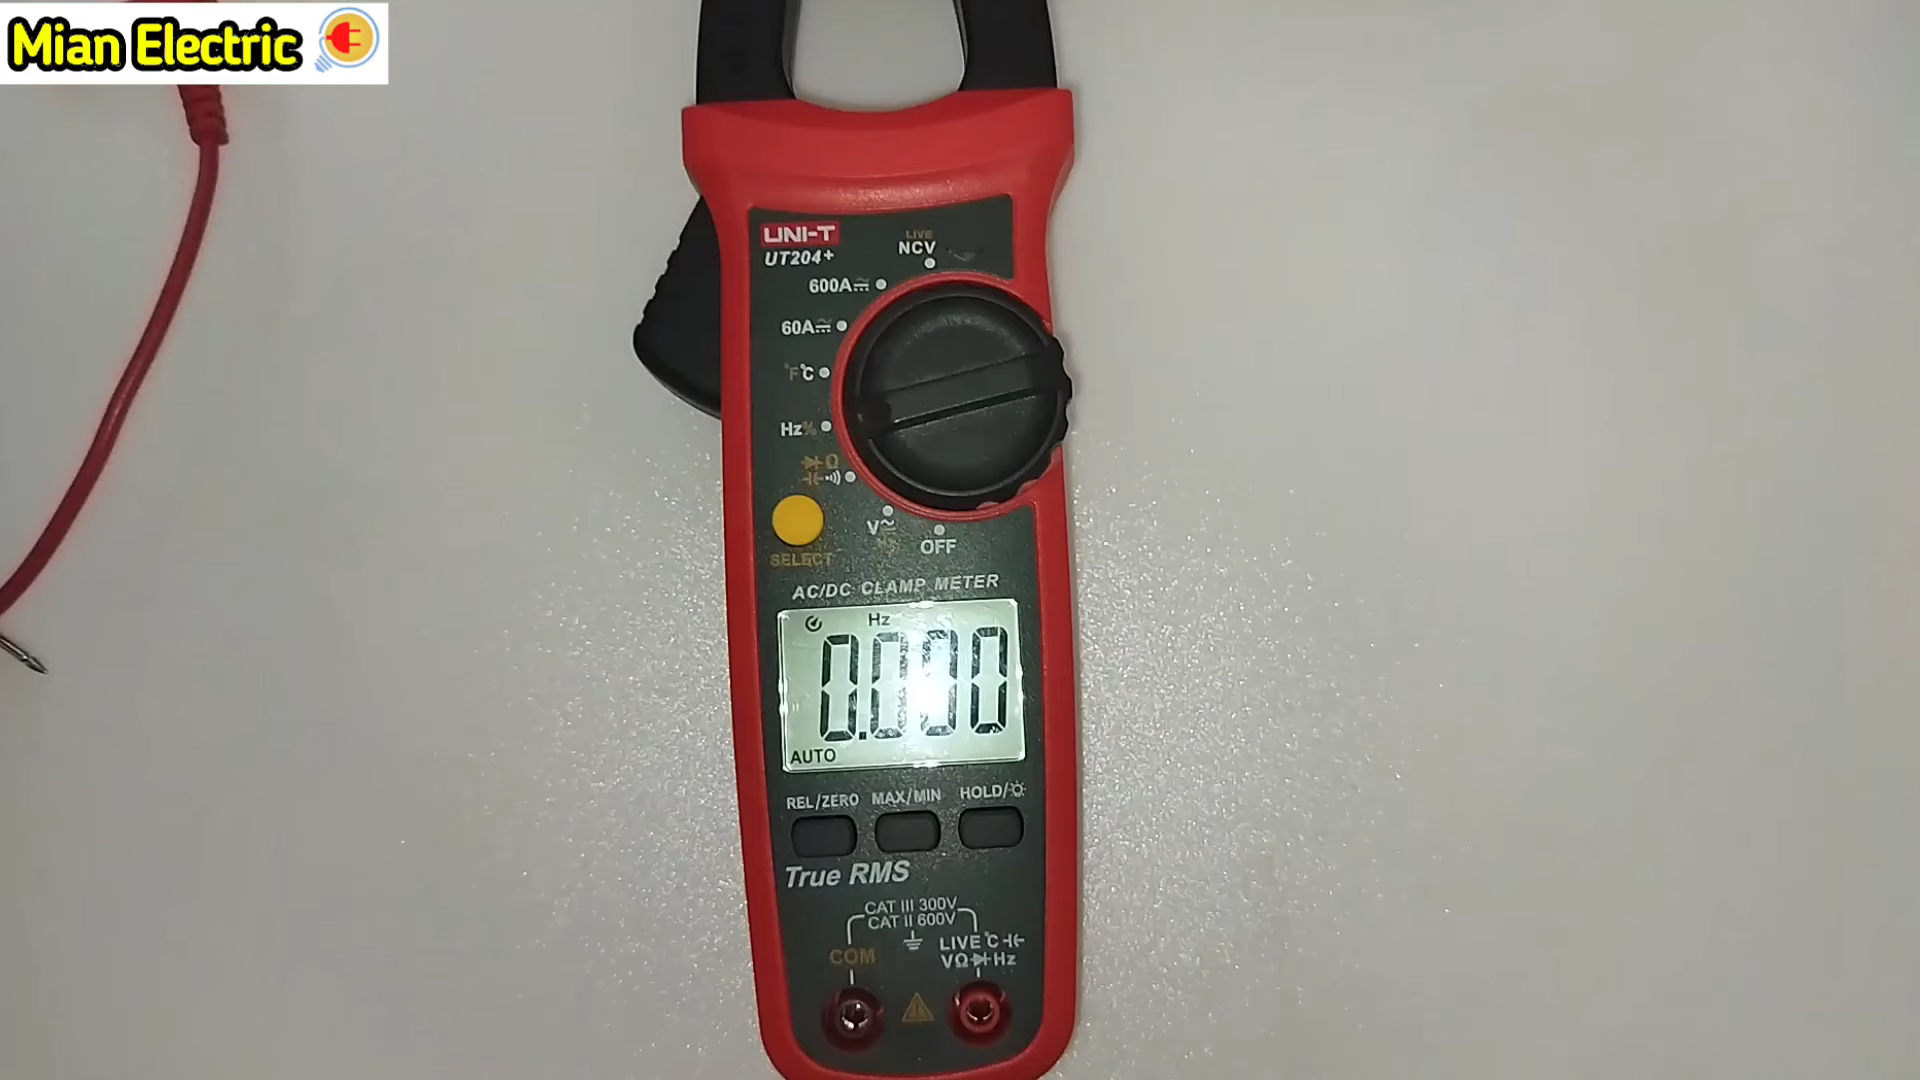 Mian Electric
UNI-T
UT204+
LIVE
NCV
600A
60A
°F°C
Hz%
Ω
V
SELECT
OFF
AC/DC CLAMP METER
Hz
0.000
AUTO
REL/ZERO MAX/MIN HOLD/
True RMS
CAT III 300V
CAT II 600V
COM
LIVE °C
VΩ Hz